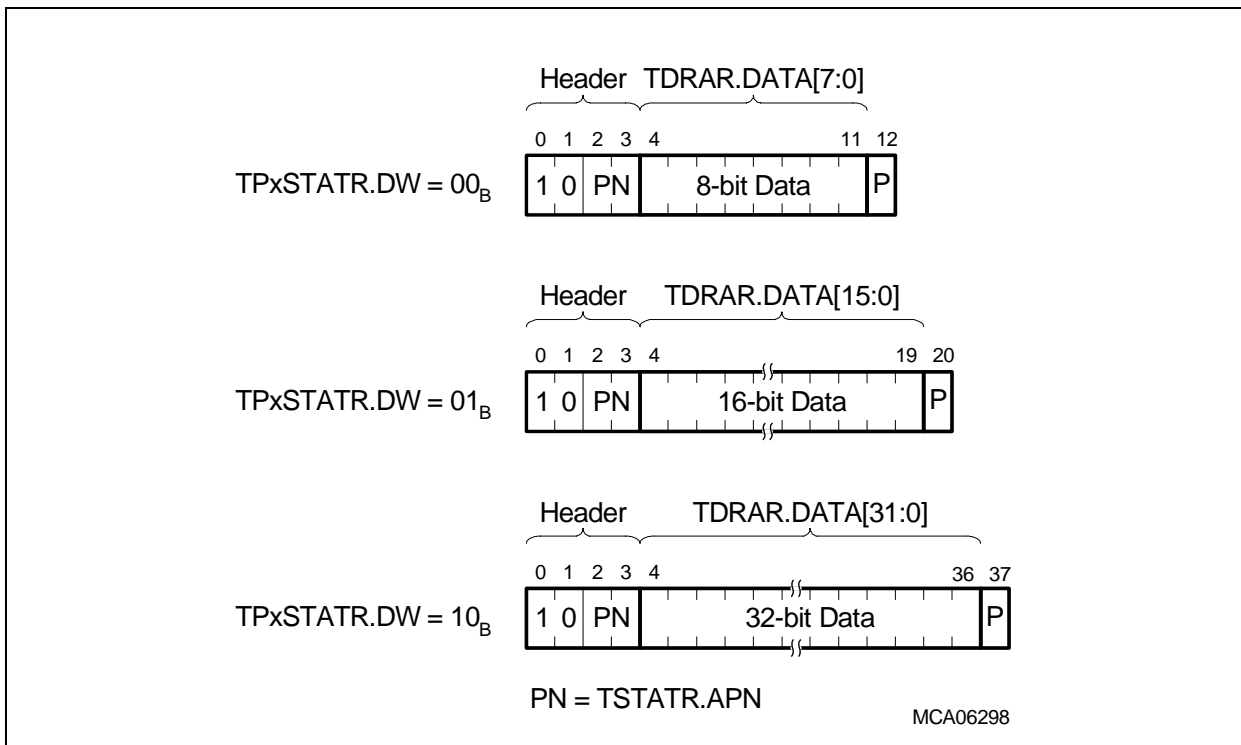 Header TDRAR.DATA[7:0]
0 1 2 3 4 11 12
TPxSTATR.DW = 00B 1 0 PN 8-bit Data P
Header TDRAR.DATA[15:0]
0 1 2 3 4 19 20
TPxSTATR.DW = 01B 1 0 PN 16-bit Data P
Header TDRAR.DATA[31:0]
0 1 2 3 4 36 37
TPxSTATR.DW = 10B 1 0 PN 32-bit Data P
PN = TSTATR.APN
MCA06298